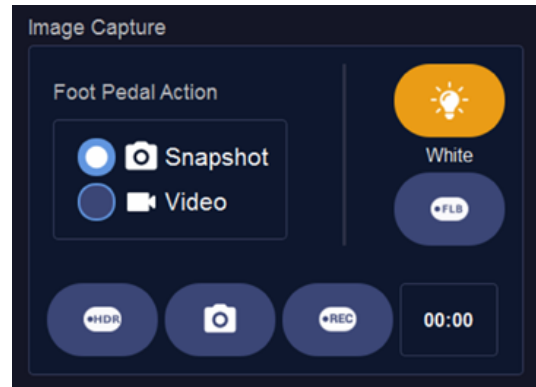 Image Capture
Foot Pedal Action
Snapshot
Video
White
FLB
HDR
REC
00:00